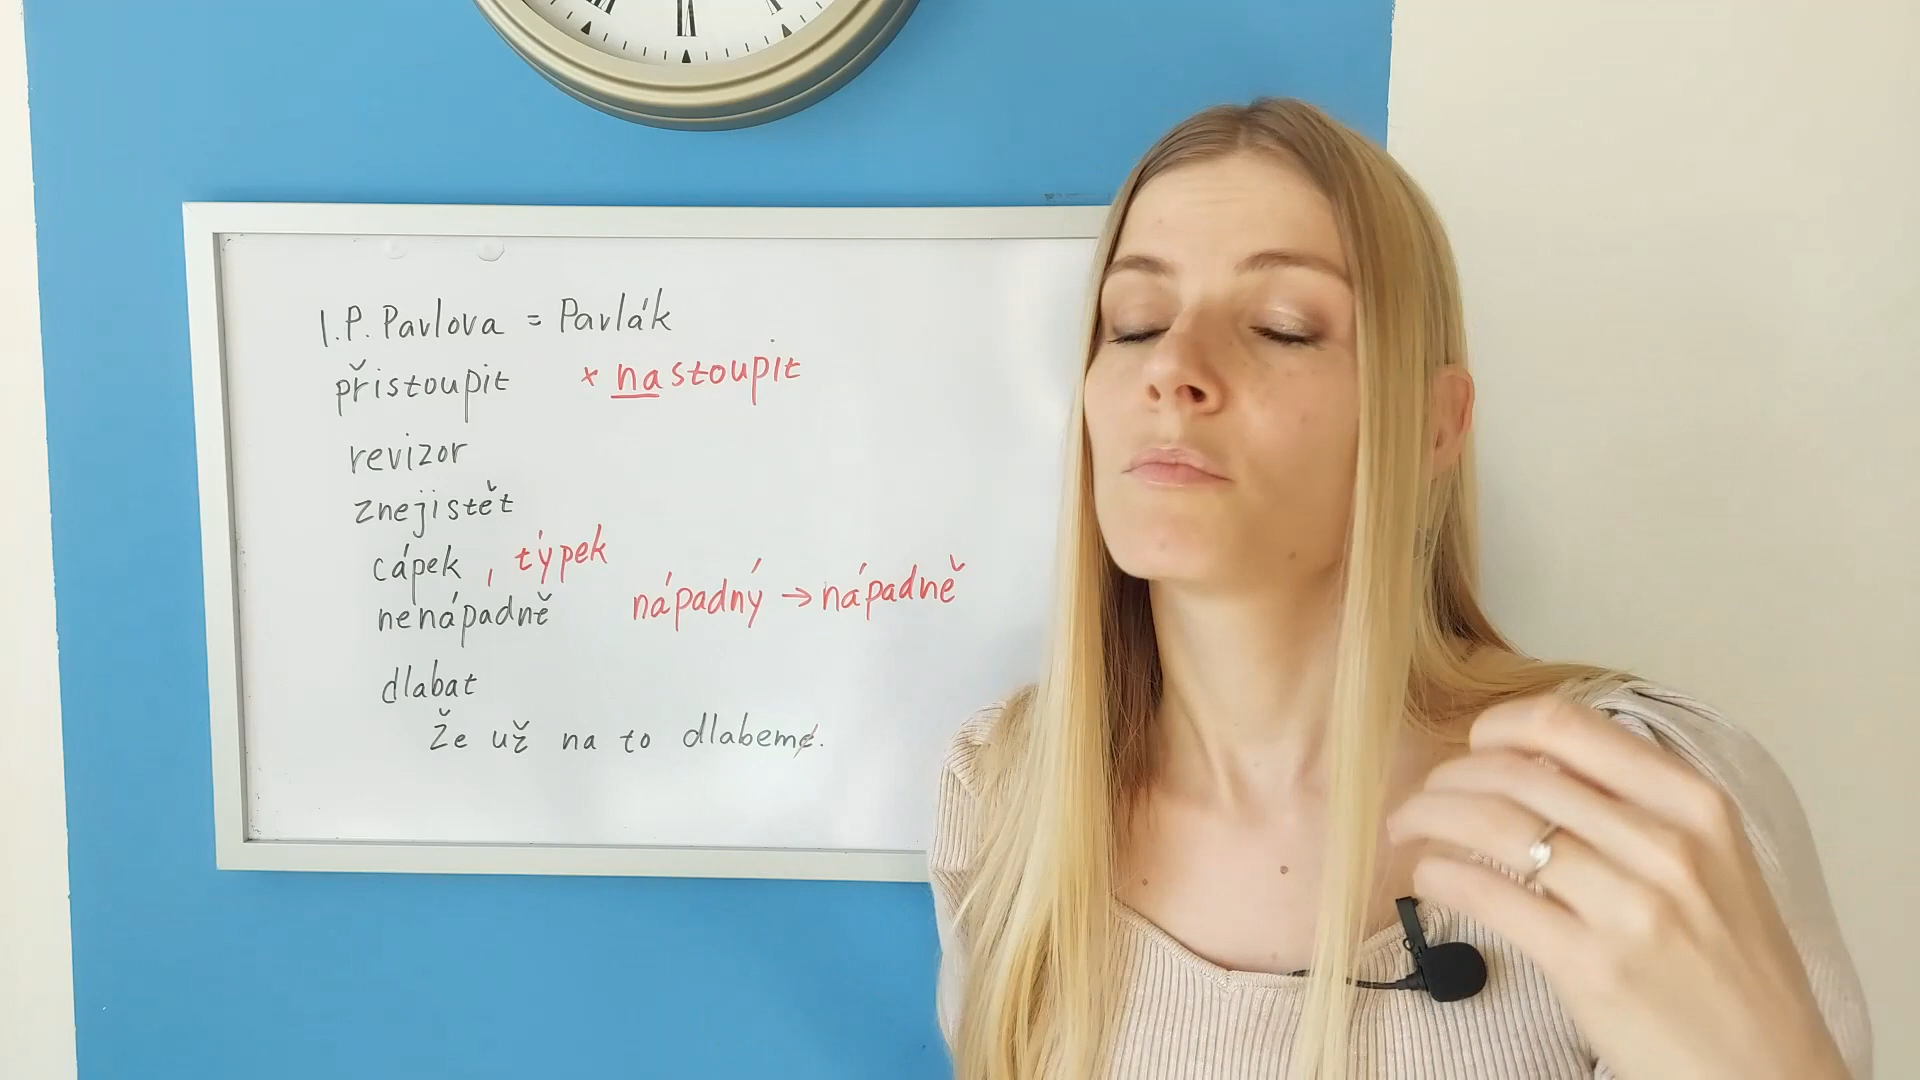 I.P. Pavlova = Pavlák
přistoupit x nastoupit
revizor
znejistět
cápek, týpek
nenápadně nápadný → nápadně
dlabat
Že už na to dlabeme.